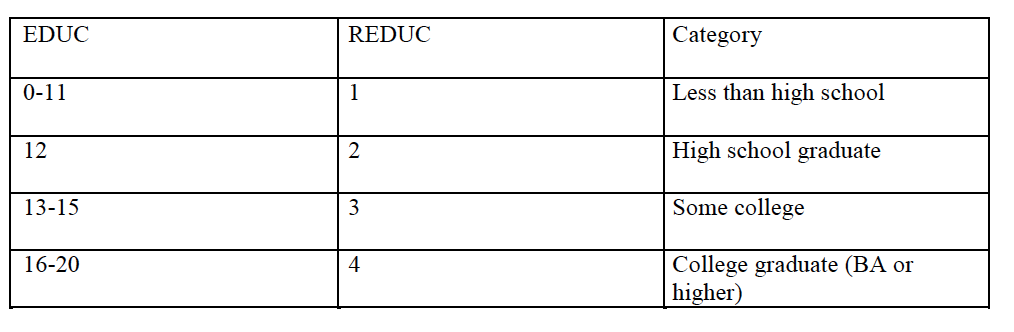 EDUC REDUC Category
0-11 1 Less than high school
12 2 High school graduate
13-15 3 Some college
16-20 4 College graduate (BA or
higher)